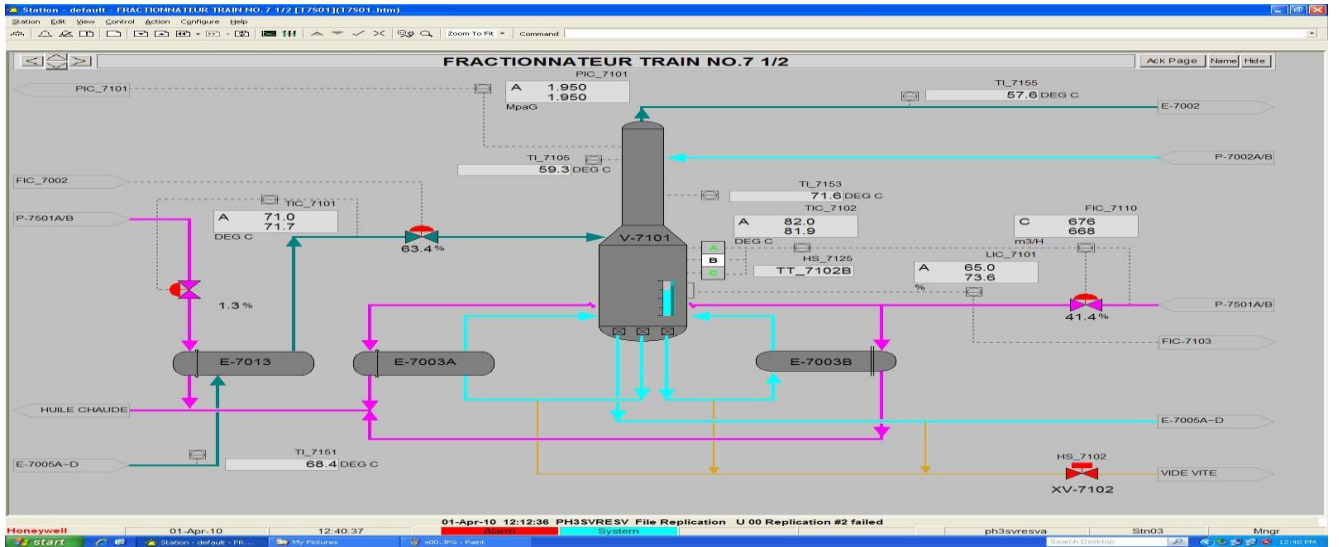 Station - default - FRACTIONNATEUR TRAIN NO.7 1/2 [T7S01](T7S01.htm)
Station Edit View Control Action Configure Help
Zoom To Fit Command
FRACTIONNATEUR TRAIN NO.7 1/2
Ack Page Name Hide
PIC_7101
PIC_7101
A 1.950
1.950
MpaG
TI_7155
57.6 DEG C
E-7002
TI_7105
59.3 DEG C
P-7002A/B
FIC_7002
TI_7153
71.6 DEG C
TIC_7101
A 71.0
71.7
DEG C
P-7501A/B
63.4 %
V-7101
TIC_7102
A 82.0
81.9
DEG C
A
B
C
HS_7125
TT_7102B
FIC_7110
C 676
668
m3/H
LIC_7101
A 65.0
73.6
%
1.3 %
P-7501A/B
41.4 %
FIC-7103
E-7013
E-7003A
E-7003B
HUILE CHAUDE
E-7005A~D
TI_7151
68.4 DEG C
E-7005A~D
HS_7102
VIDE VITE
XV-7102
01-Apr-10 12:12:36 PH3SVRESV File Replication U 00 Replication #2 failed
Honeywell 01-Apr-10 12:40:37 Alarm System ph3svresva Stn03 Mngr
start Station - default - FR... My Pictures x00.JPG - Paint Search Desktop 12:40 PM